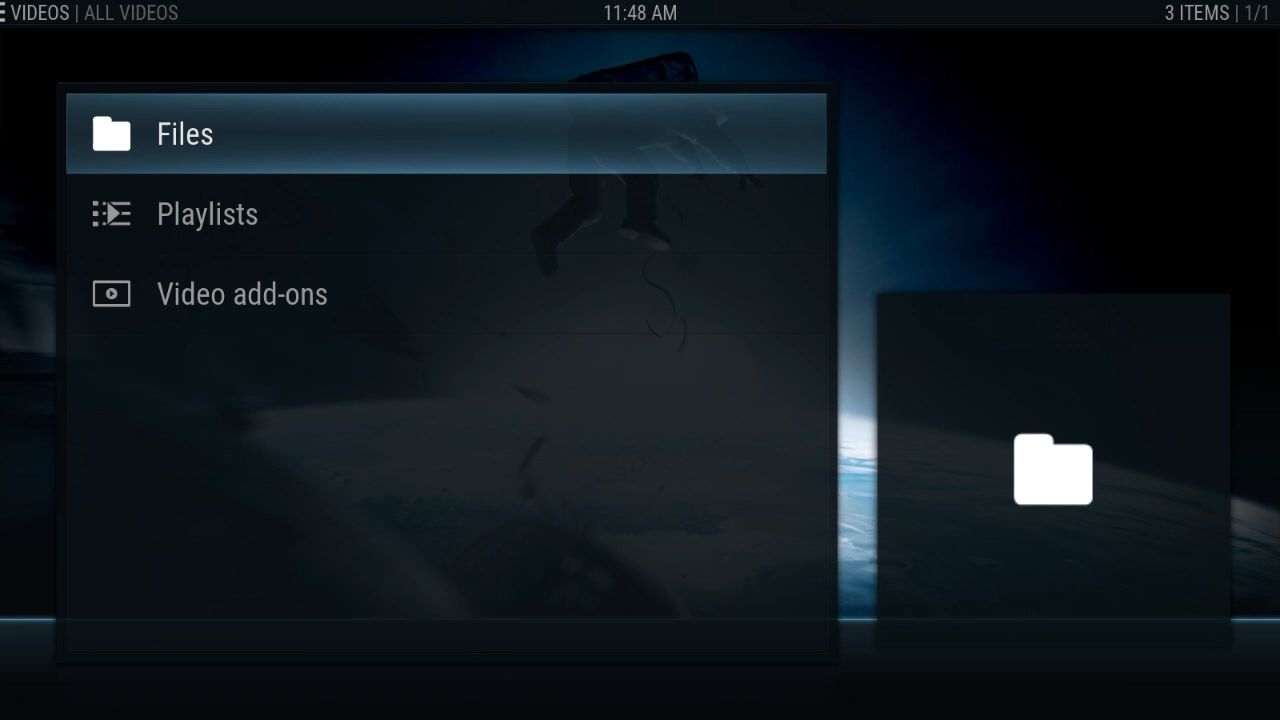 VIDEOS | ALL VIDEOS
11:48 AM
3 ITEMS | 1/1
Files
Playlists
Video add-ons